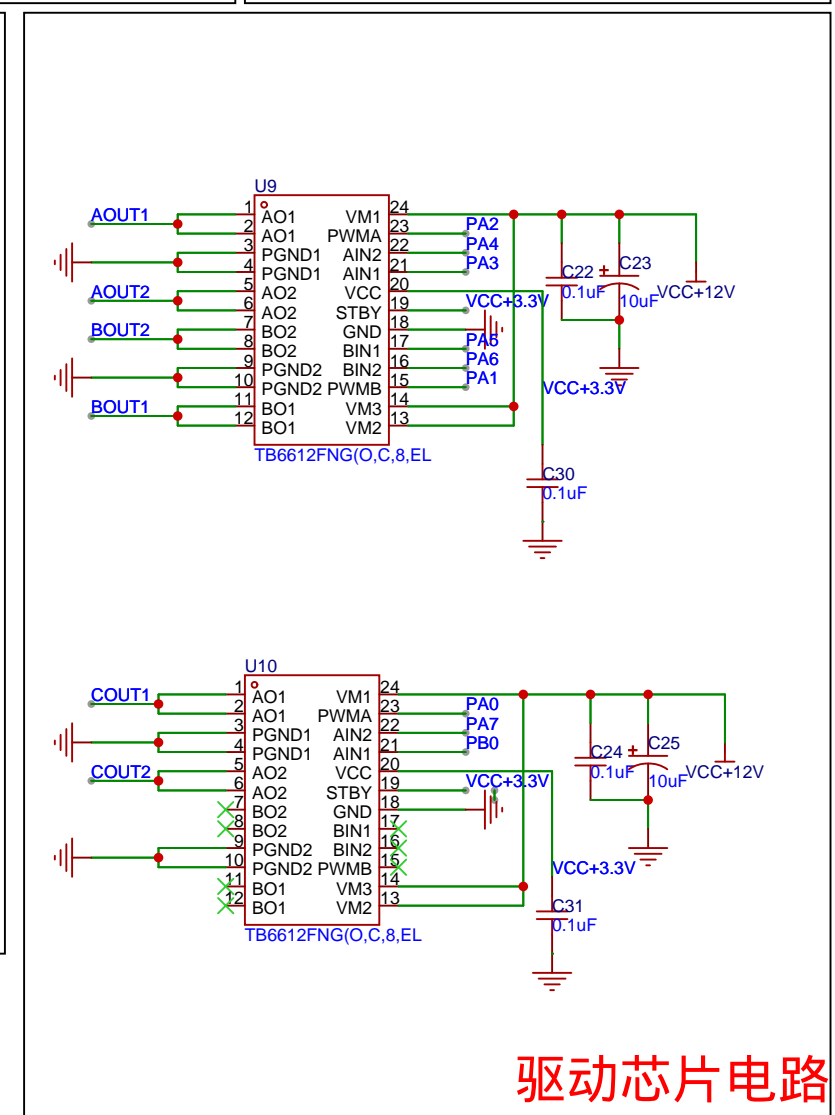 U9
AOUT1
AOUT2
BOUT2
BOUT1
1 AO1
2 AO1
3 PGND1
4 PGND1
5 AO2
6 AO2
7 BO2
8 BO2
9 PGND2
10 PGND2
11 BO1
12 BO1
VM1 24
PWMA 23 PA2
AIN2 22 PA4
AIN1 21 PA3
VCC 20
STBY 19 VCC+3.3V
GND 18
BIN1 17 PA5
BIN2 16 PA6
PWMB 15 PA1
VM3 14
VM2 13
TB6612FNG(O,C,8,EL
C22
0.1uF
C23
10uF
VCC+12V
VCC+3.3V
C30
0.1uF
U10
COUT1
COUT2
1 AO1
2 AO1
3 PGND1
4 PGND1
5 AO2
6 AO2
7 BO2
8 BO2
9 PGND2
10 PGND2
11 BO1
12 BO1
VM1 24
PWMA 23 PA0
AIN2 22 PA7
AIN1 21 PB0
VCC 20
STBY 19 VCC+3.3V
GND 18
BIN1 17
BIN2 16
PWMB 15
VM3 14
VM2 13
TB6612FNG(O,C,8,EL
C24
0.1uF
C25
10uF
VCC+12V
VCC+3.3V
C31
0.1uF
驱动芯片电路